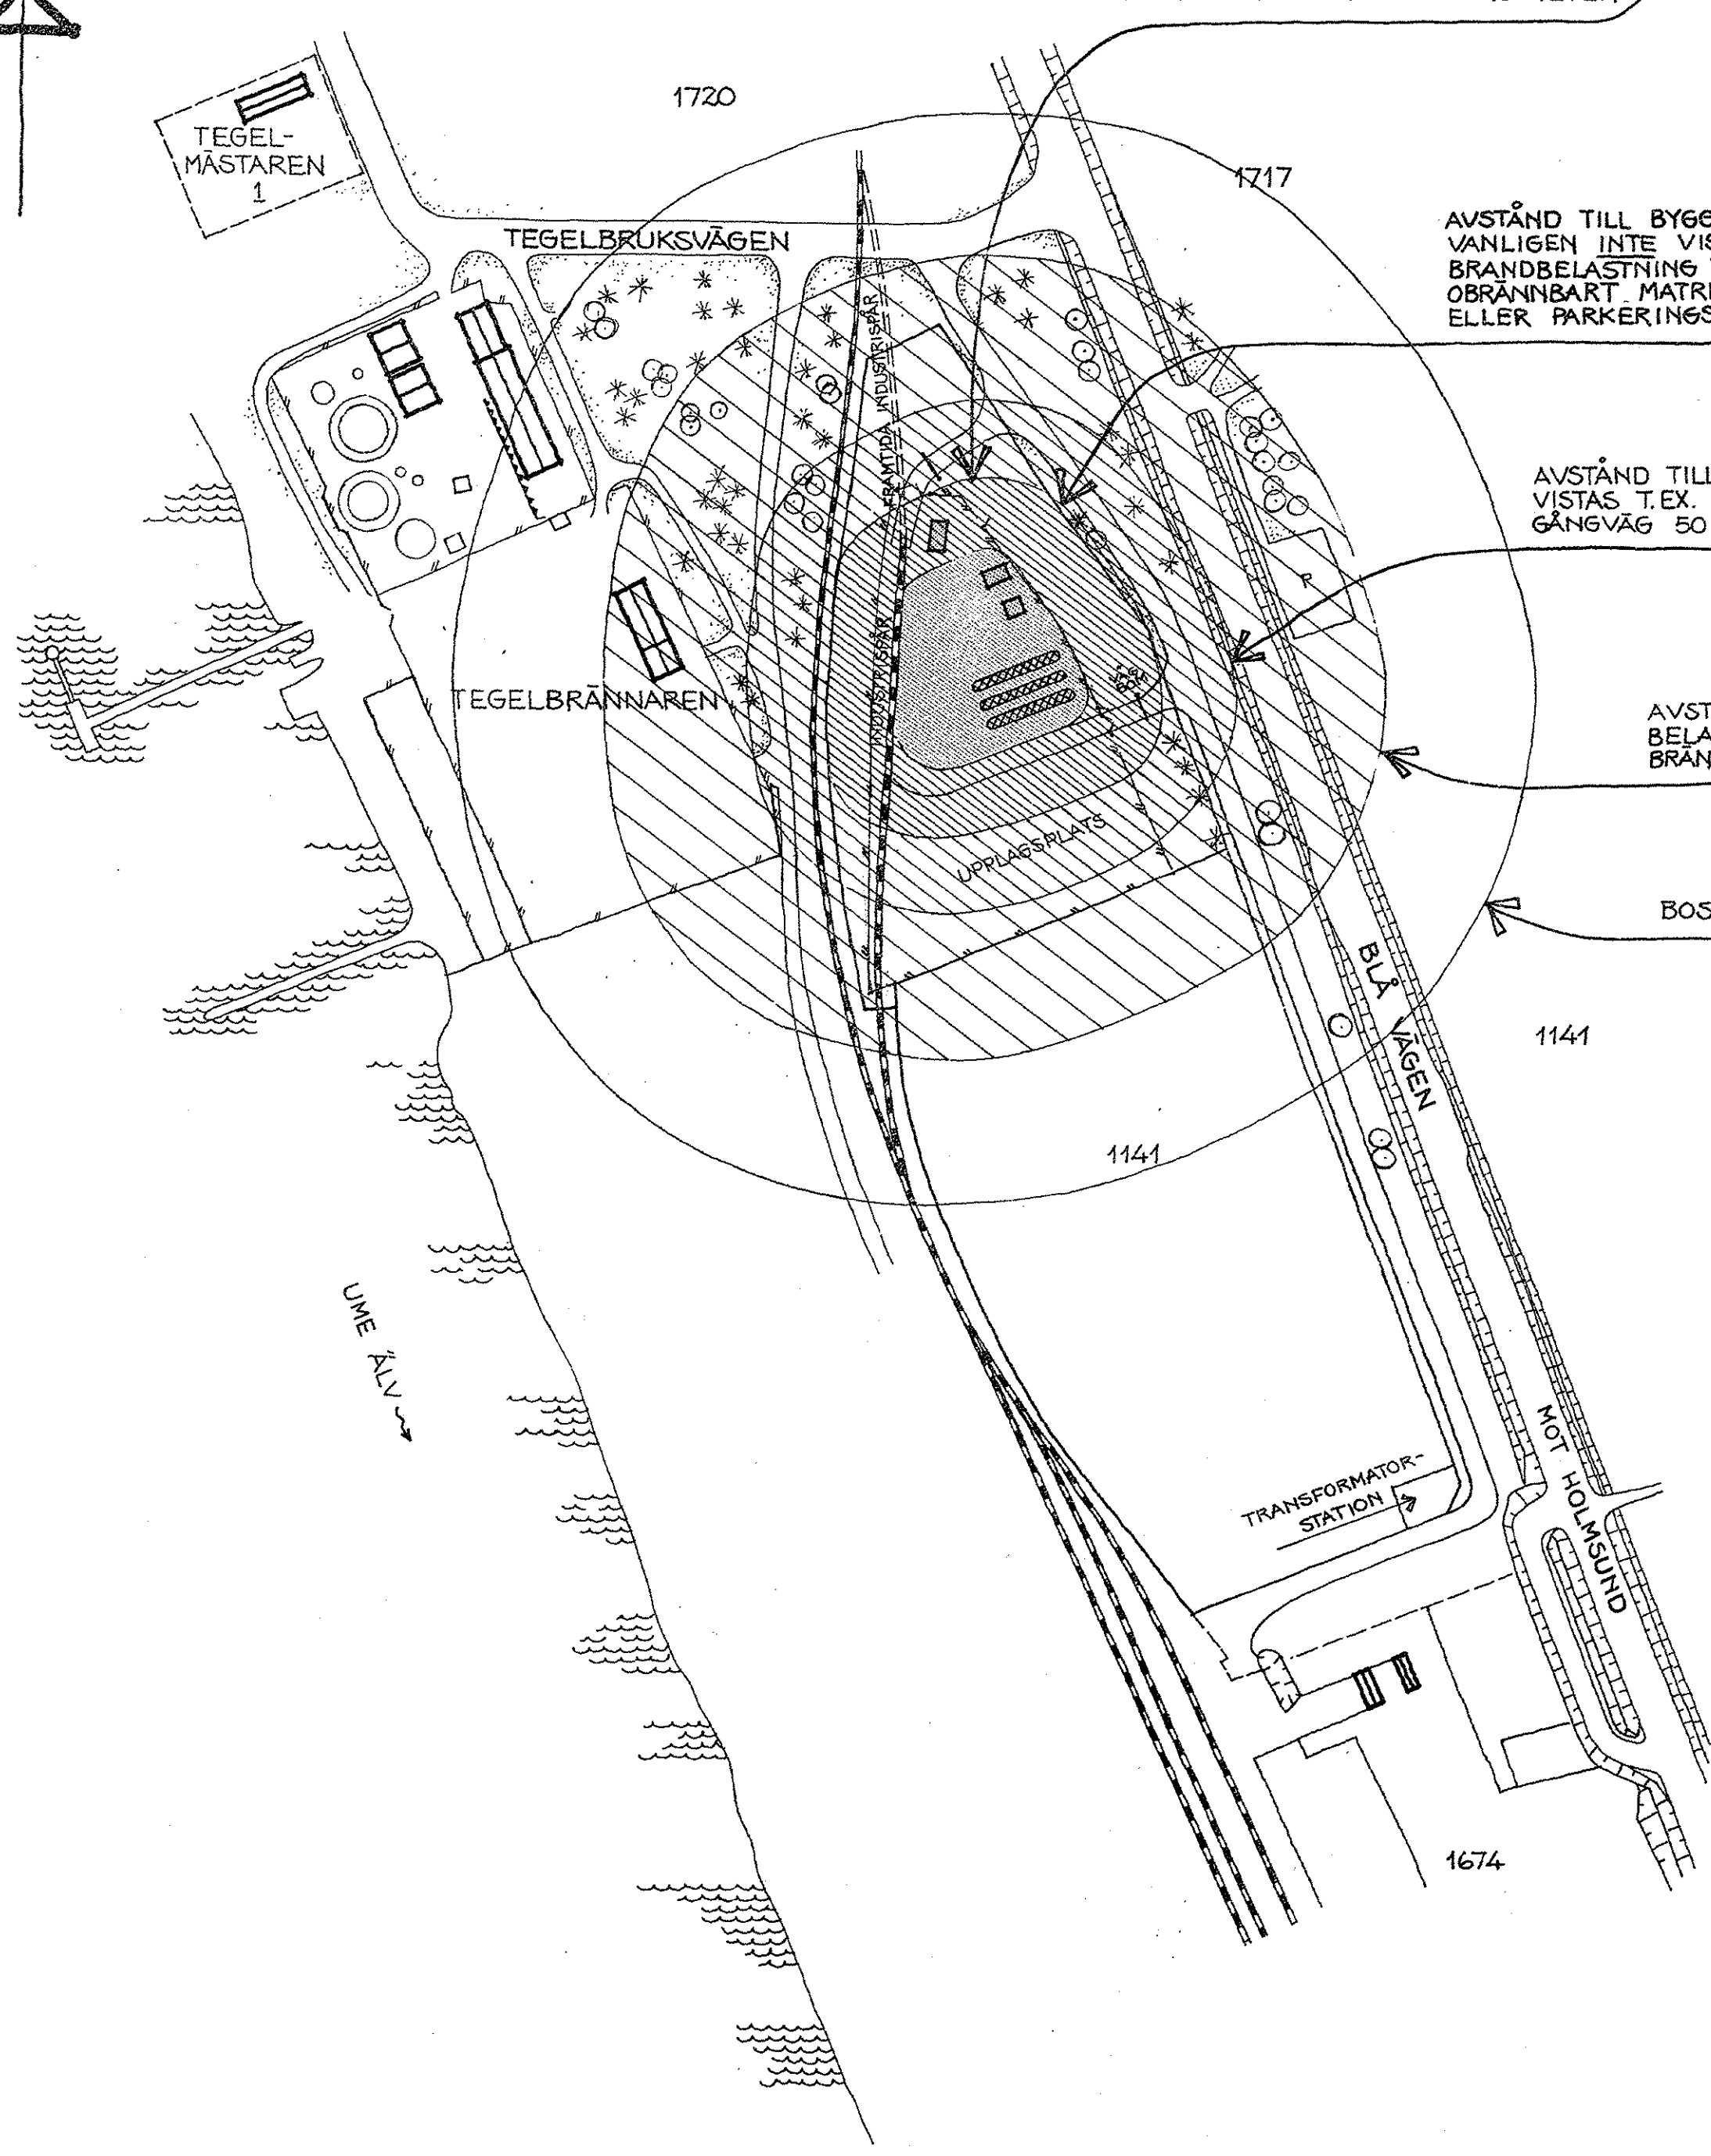 1720
1717
TEGEL-
MÄSTAREN
1
TEGELBRUKSVÄGEN
AVSTÅND TILL BYGG
VANLIGEN INTE VIS
BRANDBELASTNING
OBRÄNNBART MATRI
ELLER PARKERINGS
FRAMTIDA INDUSTRISPÅR
AVSTÅND TILL
VISTAS T.EX.
GÅNGVÄG 50
P
INDUSTRISPÅR
TEGELBRÄNNAREN
AVST
BELA
BRÄN
UPPLAGSPLATS
BOS
BLÅ VÄGEN
1141
1141
UME ÄLV
MOT HOLMSUND
TRANSFORMATOR-
STATION
1674